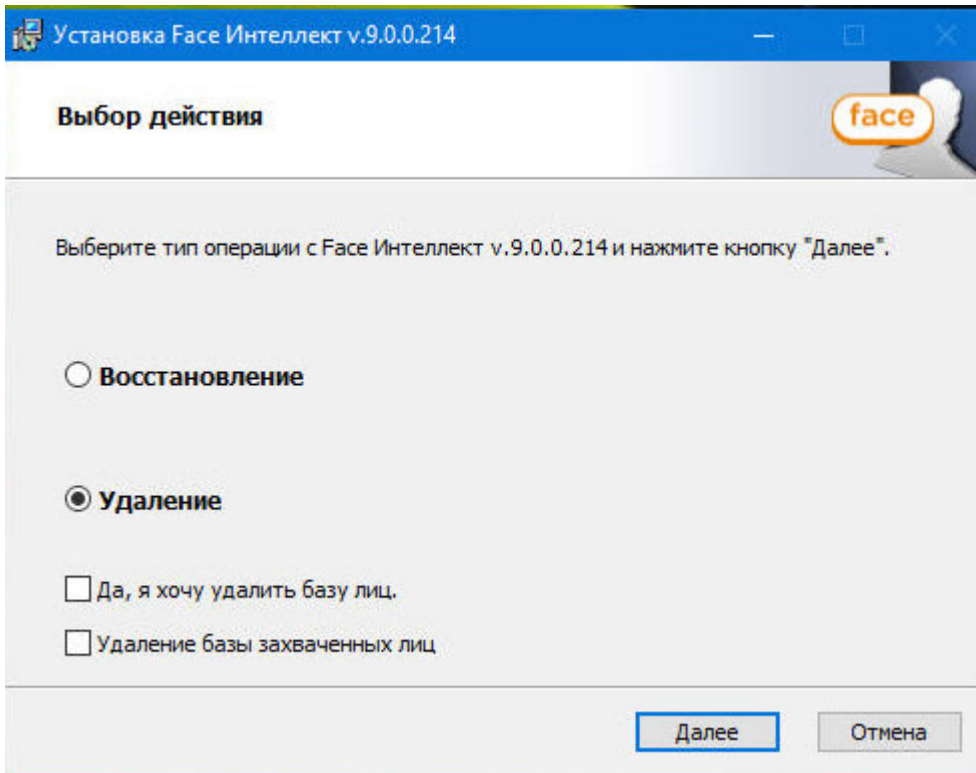 Установка Face Интеллект v.9.0.0.214
Выбор действия
face
Выберите тип операции с Face Интеллект v.9.0.0.214 и нажмите кнопку "Далее".
Восстановление
Удаление
Да, я хочу удалить базу лиц.
Удаление базы захваченных лиц
Далее
Отмена